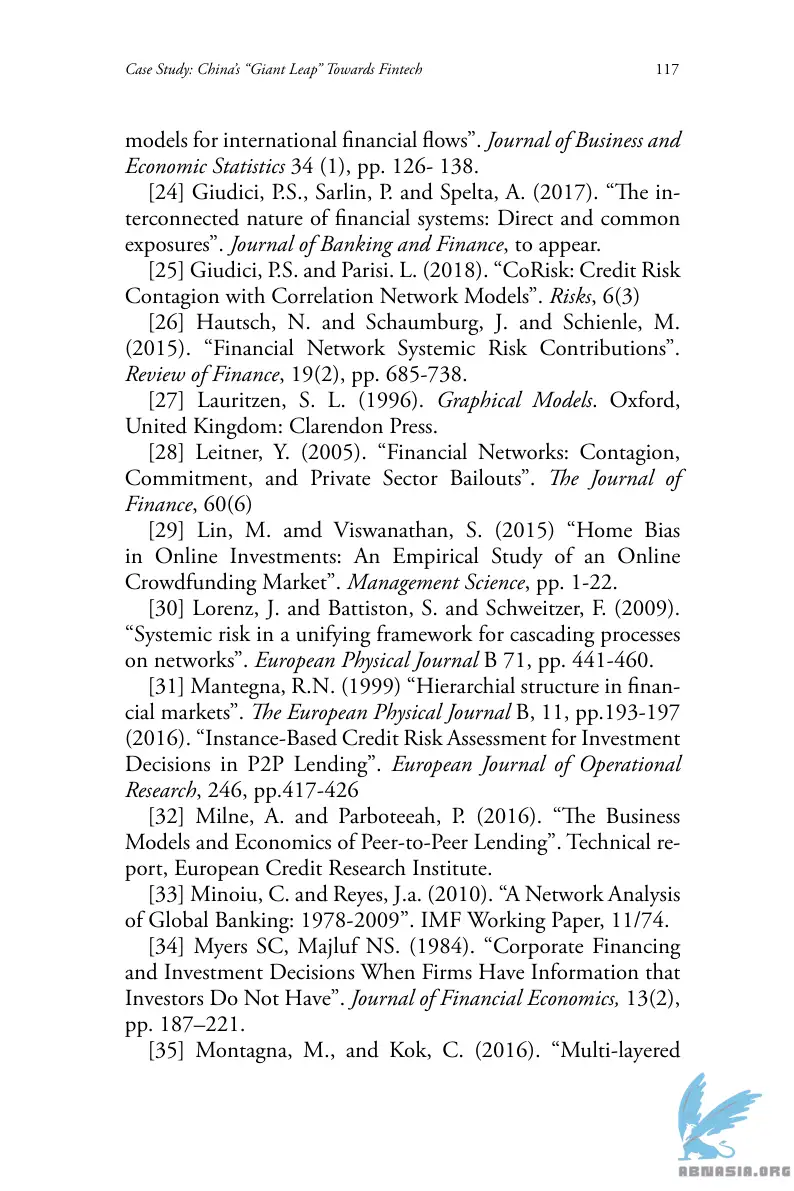 Case Study: China’s “Giant Leap” Towards Fintech 117
models for international financial flows”. Journal of Business and
Economic Statistics 34 (1), pp. 126- 138.
[24] Giudici, P.S., Sarlin, P. and Spelta, A. (2017). “The in-
terconnected nature of financial systems: Direct and common
exposures”. Journal of Banking and Finance, to appear.
[25] Giudici, P.S. and Parisi. L. (2018). “CoRisk: Credit Risk
Contagion with Correlation Network Models”. Risks, 6(3)
[26] Hautsch, N. and Schaumburg, J. and Schienle, M.
(2015). “Financial Network Systemic Risk Contributions”.
Review of Finance, 19(2), pp. 685-738.
[27] Lauritzen, S. L. (1996). Graphical Models. Oxford,
United Kingdom: Clarendon Press.
[28] Leitner, Y. (2005). “Financial Networks: Contagion,
Commitment, and Private Sector Bailouts”. The Journal of
Finance, 60(6)
[29] Lin, M. amd Viswanathan, S. (2015) “Home Bias
in Online Investments: An Empirical Study of an Online
Crowdfunding Market”. Management Science, pp. 1-22.
[30] Lorenz, J. and Battiston, S. and Schweitzer, F. (2009).
“Systemic risk in a unifying framework for cascading processes
on networks”. European Physical Journal B 71, pp. 441-460.
[31] Mantegna, R.N. (1999) “Hierarchial structure in finan-
cial markets”. The European Physical Journal B, 11, pp.193-197
(2016). “Instance-Based Credit Risk Assessment for Investment
Decisions in P2P Lending”. European Journal of Operational
Research, 246, pp.417-426
[32] Milne, A. and Parboteeah, P. (2016). “The Business
Models and Economics of Peer-to-Peer Lending”. Technical re-
port, European Credit Research Institute.
[33] Minoiu, C. and Reyes, J.a. (2010). “A Network Analysis
of Global Banking: 1978-2009”. IMF Working Paper, 11/74.
[34] Myers SC, Majluf NS. (1984). “Corporate Financing
and Investment Decisions When Firms Have Information that
Investors Do Not Have”. Journal of Financial Economics, 13(2),
pp. 187–221.
[35] Montagna, M., and Kok, C. (2016). “Multi-layered
ABNASIA.ORG